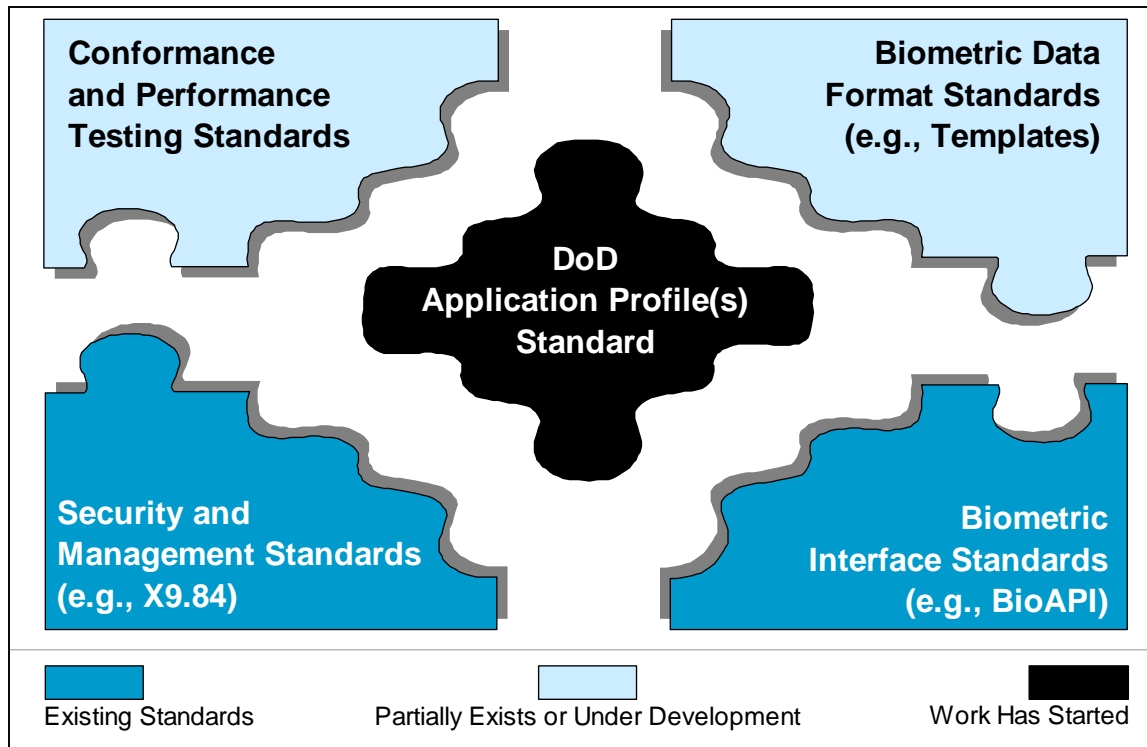 Conformance
and Performance
Testing Standards
Biometric Data
Format Standards
(e.g., Templates)
DoD
Application Profile(s)
Standard
Security and
Management Standards
(e.g., X9.84)
Biometric
Interface Standards
(e.g., BioAPI)
Existing Standards
Partially Exists or Under Development
Work Has Started